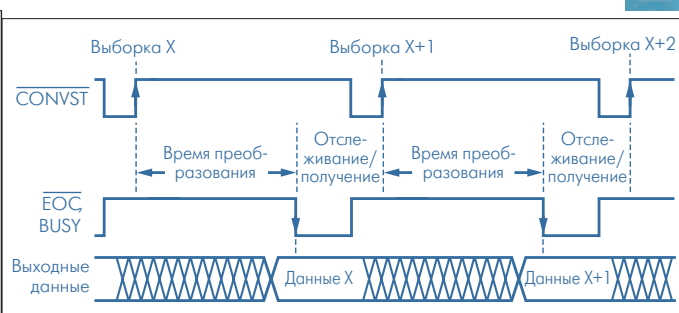 Выборка X
Выборка X+1
Выборка X+2
CONVST
Время преоб-
разования
Отсле-
живание/
получение
Время преоб-
разования
Отсле-
живание/
получение
EOC,
BUSY
Выходные
данные
Данные X
Данные X+1